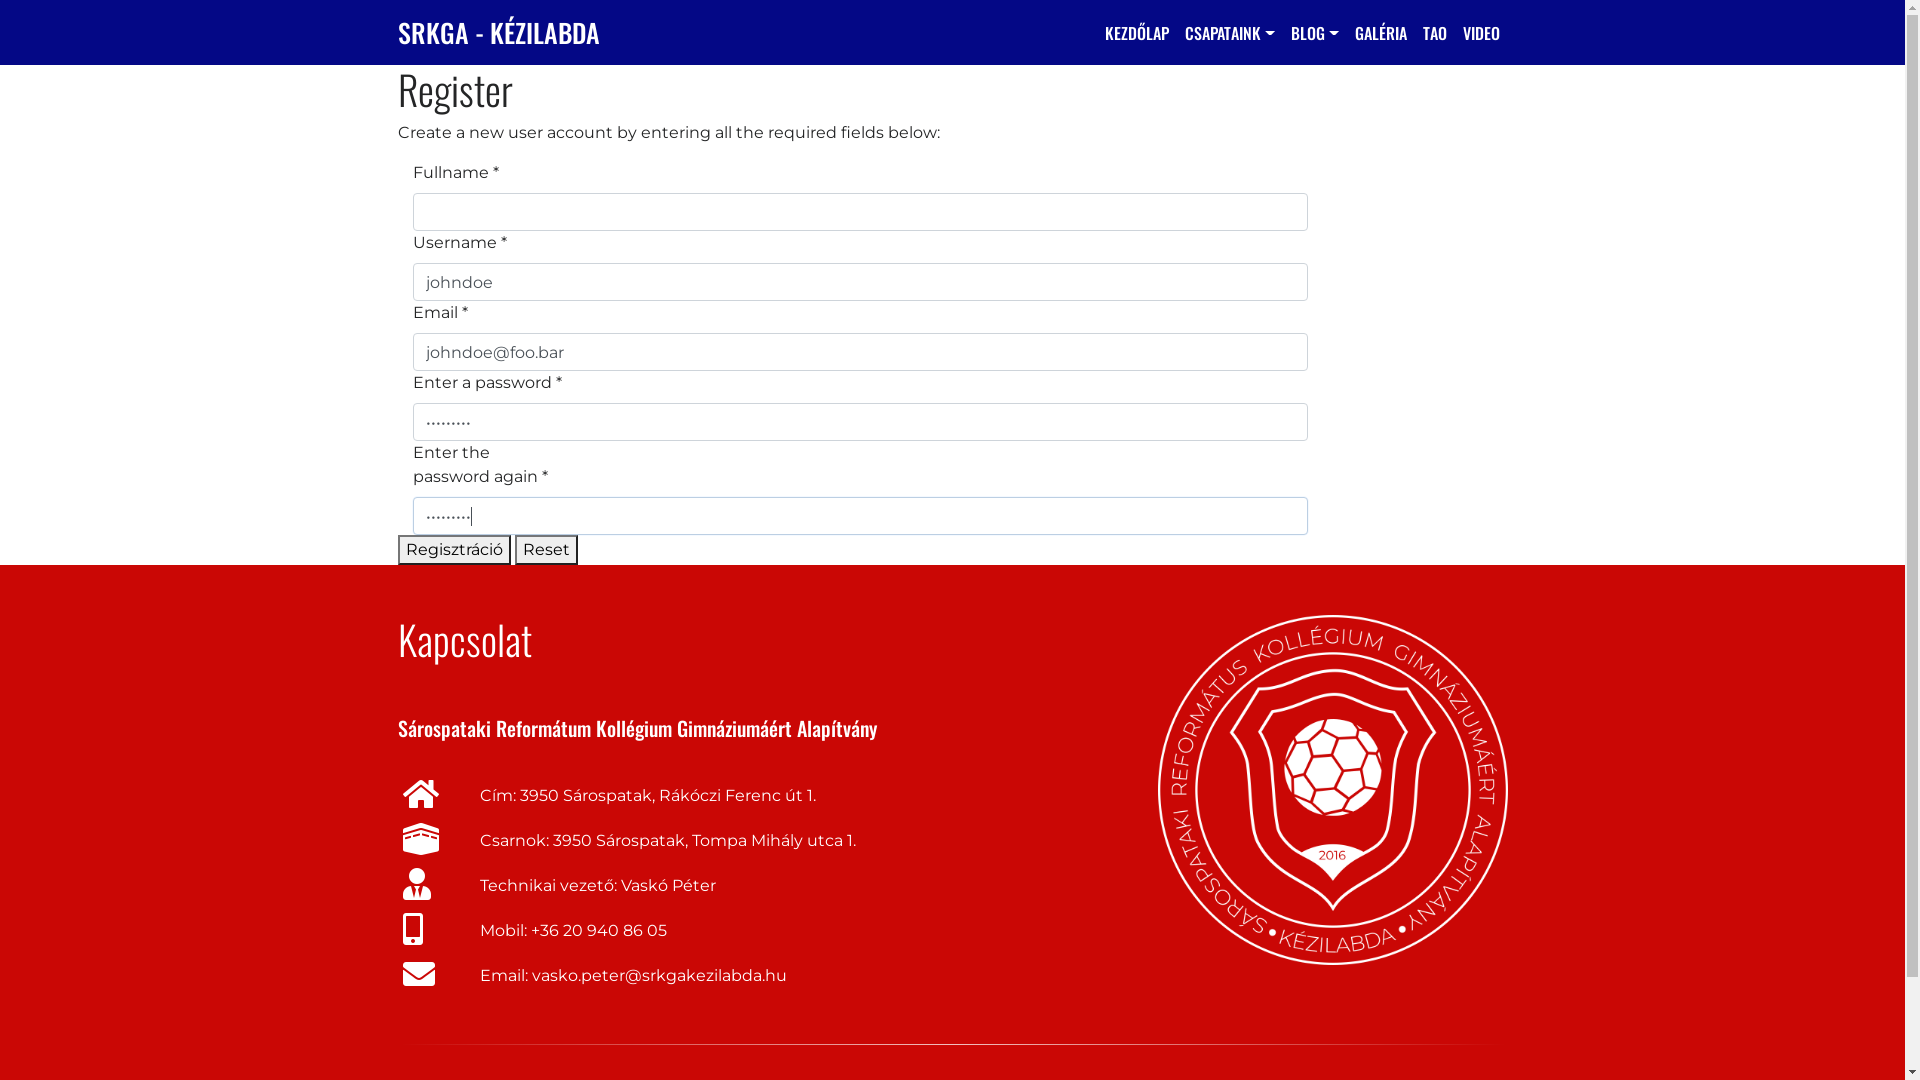 SRKGA - KÉZILABDA
KEZDŐLAP CSAPATAINK BLOG GALÉRIA TAO VIDEO
Register
Create a new user account by entering all the required fields below:
Fullname *
Username *
johndoe
Email *
johndoe@foo.bar
Enter a password *
•••••••••
Enter the
password again *
•••••••••
Regisztráció Reset
Kapcsolat
Sárospataki Reformátum Kollégium Gimnáziumáért Alapítvány
Cím: 3950 Sárospatak, Rákóczi Ferenc út 1.
Csarnok: 3950 Sárospatak, Tompa Mihály utca 1.
Technikai vezető: Vaskó Péter
Mobil: +36 20 940 86 05
Email: vasko.peter@srkgakezilabda.hu
SÁROSPATAKI REFORMÁTUS KOLLÉGIUM GIMNÁZIUMÁÉRT ALAPÍTVÁNY
2016
• KÉZILABDA •